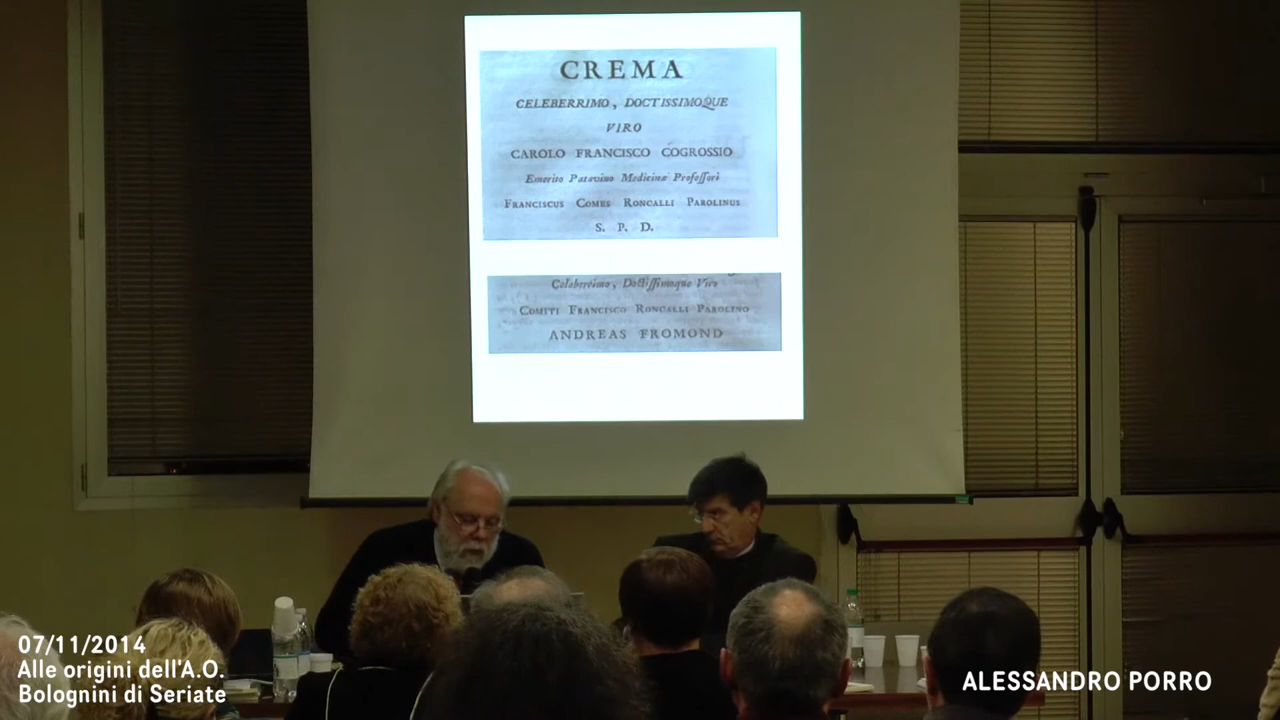 CREMA
CELEBERRIMO, DOCTISSIMOQUE
VIRO
CAROLO FRANCISCO COGROSSIO
Emerito Patavino Medicinæ Professori
FRANCISCUS COMES RONCALLI PAROLINUS
S. P. D.
Celeberrimo, Doctissimoque Viro
COMITI FRANCISCO RONCALLI PAROLINO
ANDREAS FROMOND
07/11/2014
Alle origini dell'A.O.
Bolognini di Seriate
ALESSANDRO PORRO